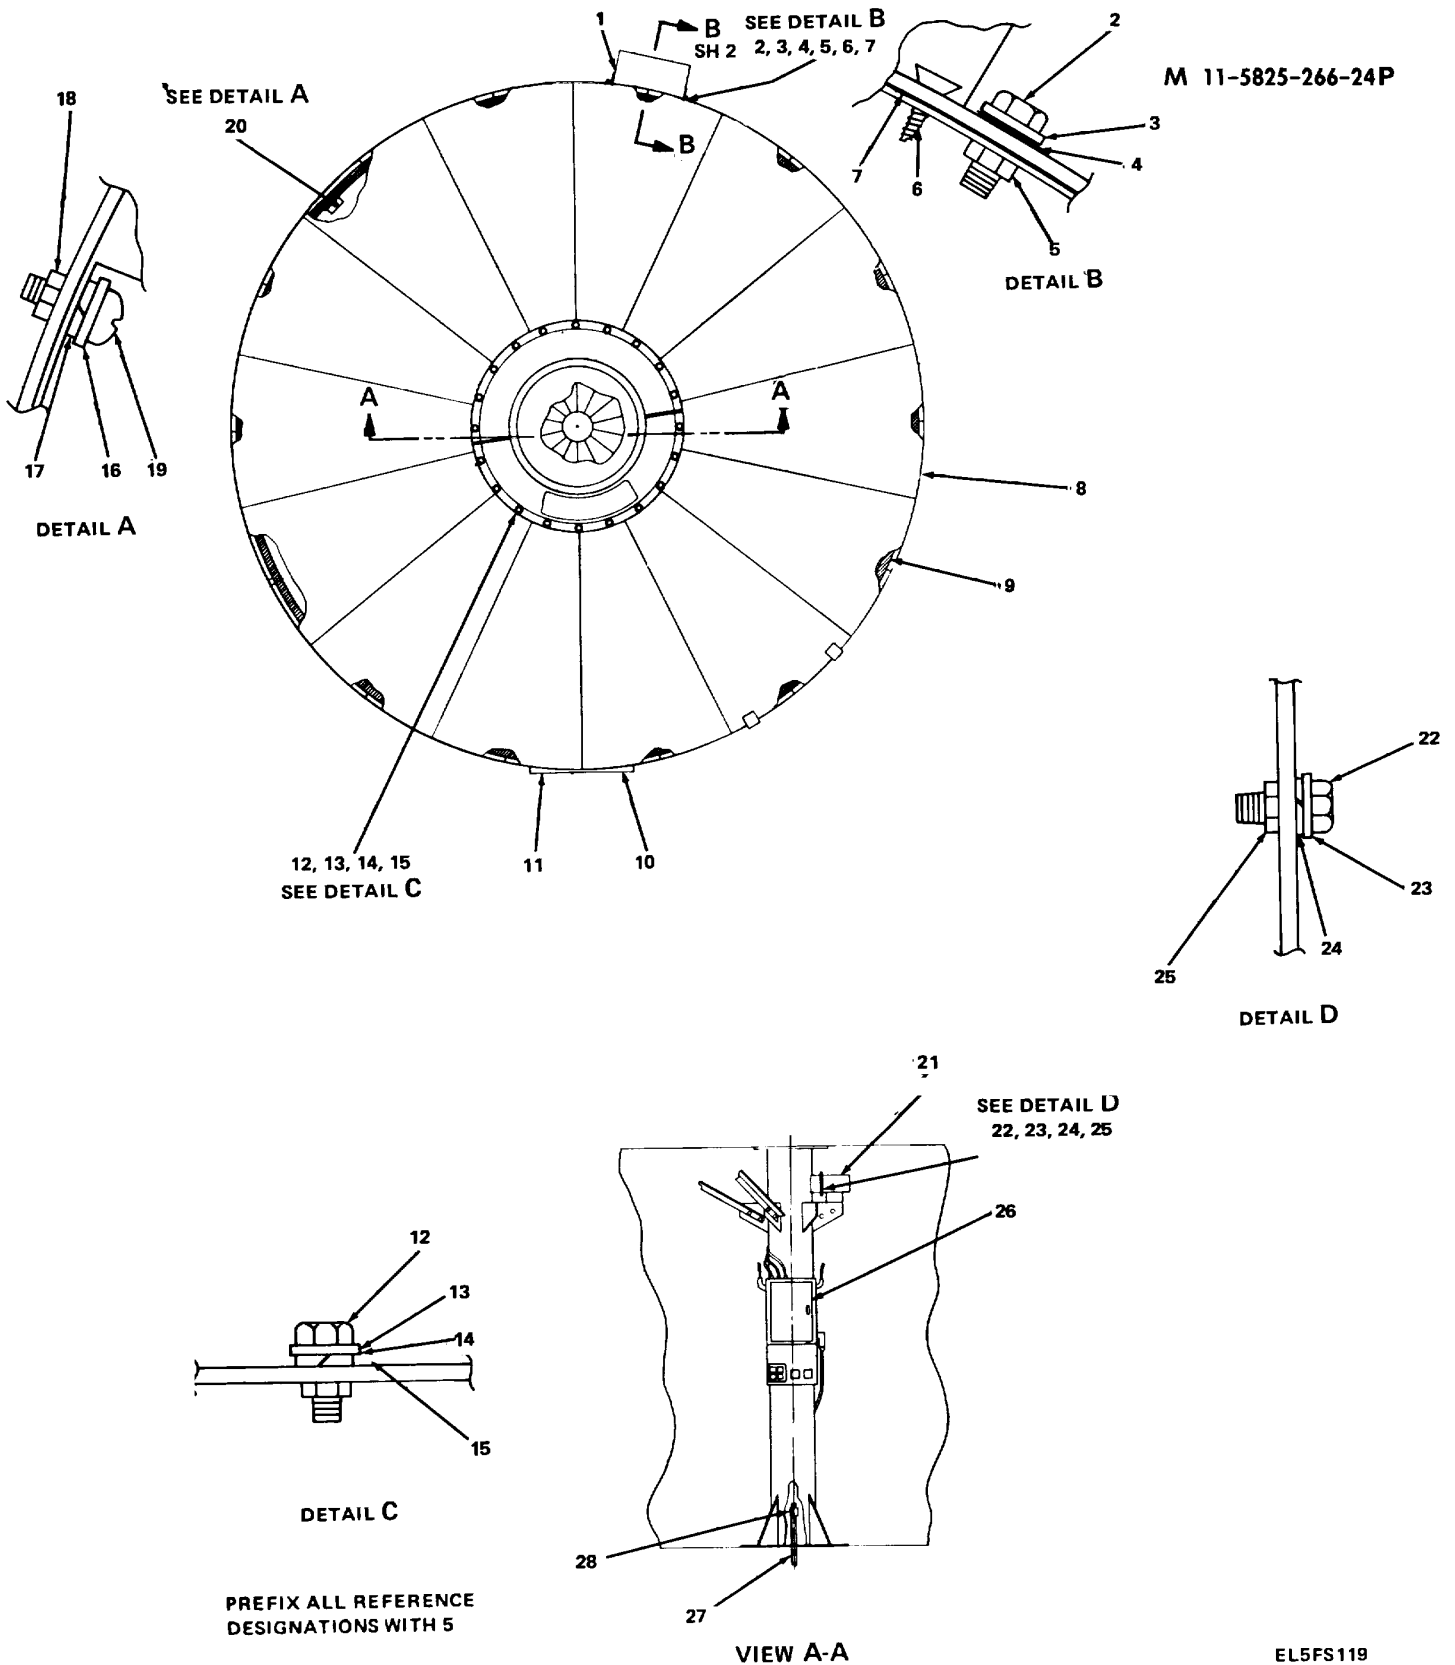 1
B
SEE DETAIL B
SH 2
2, 3, 4, 5, 6, 7
2
M 11-5825-266-24P
SEE DETAIL A
18
20
B
3
4
7
6
5
DETAIL B
A
A
17
16
19
8
DETAIL A
9
22
11
10
12, 13, 14, 15
SEE DETAIL C
23
24
25
DETAIL D
21
SEE DETAIL D
22, 23, 24, 25
26
12
13
14
15
DETAIL C
28
27
PREFIX ALL REFERENCE
DESIGNATIONS WITH 5
VIEW A-A
EL5FS119